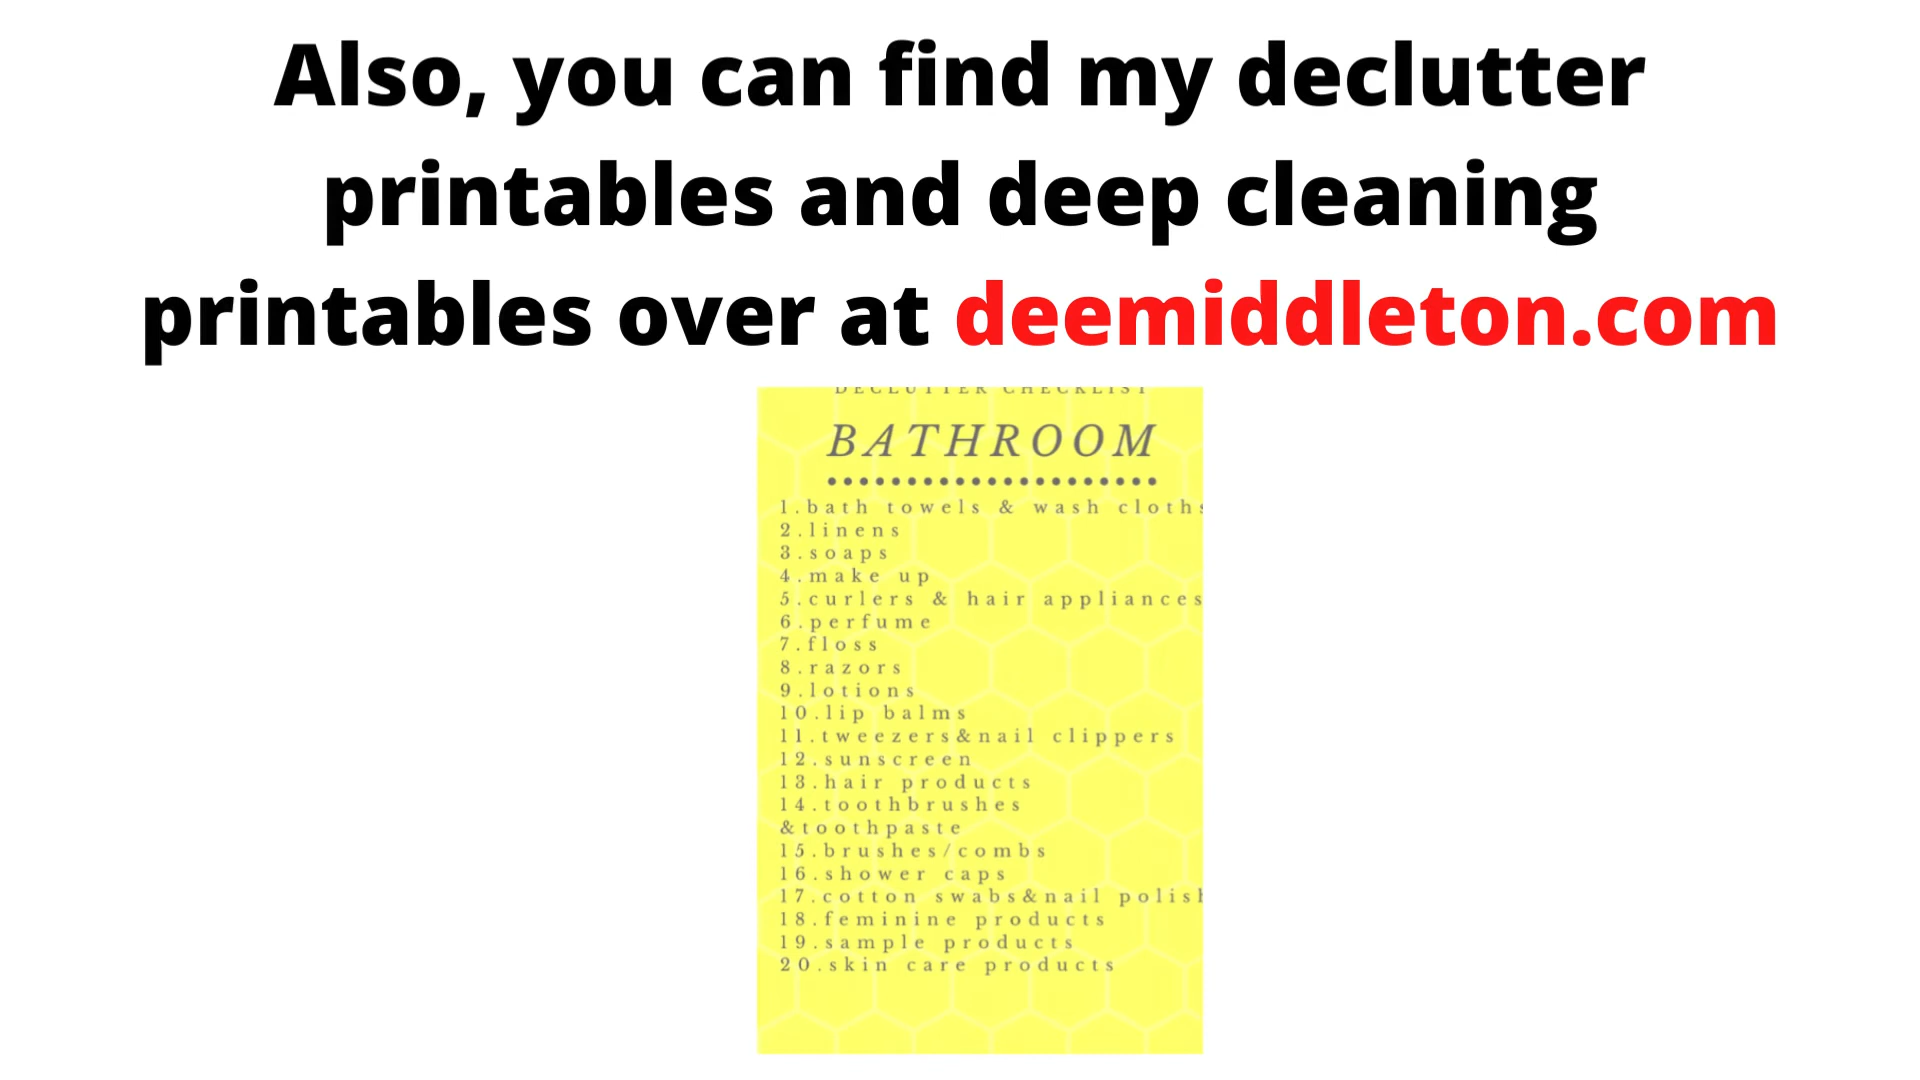 Also, you can find my declutter
printables and deep cleaning
printables over at deemiddleton.com
DECLUTTER CHECKLIST
BATHROOM
1.bath towels & wash cloths
2.linens
3.soaps
4.make up
5.curlers & hair appliances
6.perfume
7.floss
8.razors
9.lotions
10.lip balms
11.tweezers&nail clippers
12.sunscreen
13.hair products
14.toothbrushes
&toothpaste
15.brushes/combs
16.shower caps
17.cotton swabs&nail polish
18.feminine products
19.sample products
20.skin care products